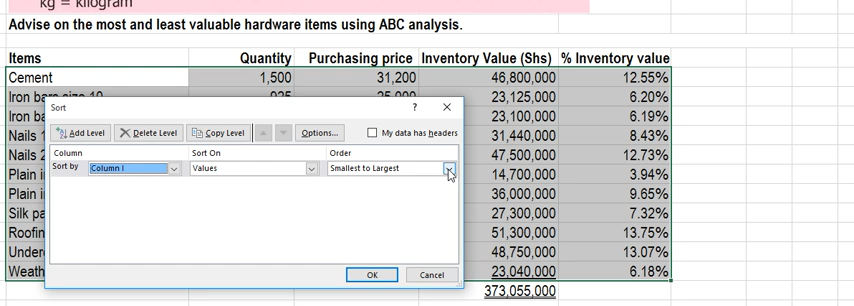 kg = kilogram
Advise on the most and least valuable hardware items using ABC analysis.
Items Quantity Purchasing price Inventory Value (Shs) % Inventory value
Cement 1,500 31,200 46,800,000 12.55%
Iron bars size 10 925 25,000 23,125,000 6.20%
Iron ba 23,100,000 6.19%
Nails 1 31,440,000 8.43%
Nails 2 47,500,000 12.73%
Plain i 14,700,000 3.94%
Plain i 36,000,000 9.65%
Silk pa 27,300,000 7.32%
Roofin 51,300,000 13.75%
Under 48,750,000 13.07%
Weath 23,040,000 6.18%
373,055,000
Sort ? X
Add Level Delete Level Copy Level Options... My data has headers
Column Sort On Order
Sort by Column I Values Smallest to Largest
OK Cancel